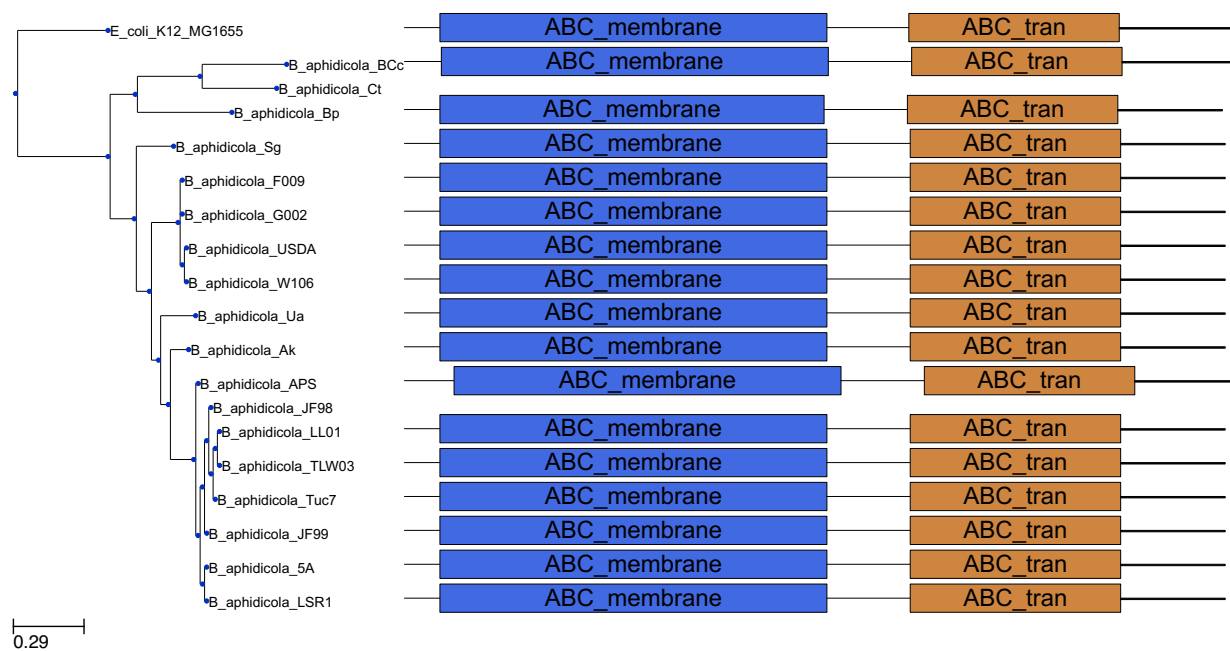 E_coli_K12_MG1655 ABC_membrane ABC_tran
B_aphidicola_BCc ABC_membrane ABC_tran
B_aphidicola_Ct
B_aphidicola_Bp ABC_membrane ABC_tran
B_aphidicola_Sg ABC_membrane ABC_tran
B_aphidicola_F009 ABC_membrane ABC_tran
B_aphidicola_G002 ABC_membrane ABC_tran
B_aphidicola_USDA ABC_membrane ABC_tran
B_aphidicola_W106 ABC_membrane ABC_tran
B_aphidicola_Ua ABC_membrane ABC_tran
B_aphidicola_Ak ABC_membrane ABC_tran
B_aphidicola_APS ABC_membrane ABC_tran
B_aphidicola_JF98
B_aphidicola_LL01 ABC_membrane ABC_tran
B_aphidicola_TLW03 ABC_membrane ABC_tran
B_aphidicola_Tuc7 ABC_membrane ABC_tran
B_aphidicola_JF99 ABC_membrane ABC_tran
B_aphidicola_5A ABC_membrane ABC_tran
B_aphidicola_LSR1 ABC_membrane ABC_tran
0.29